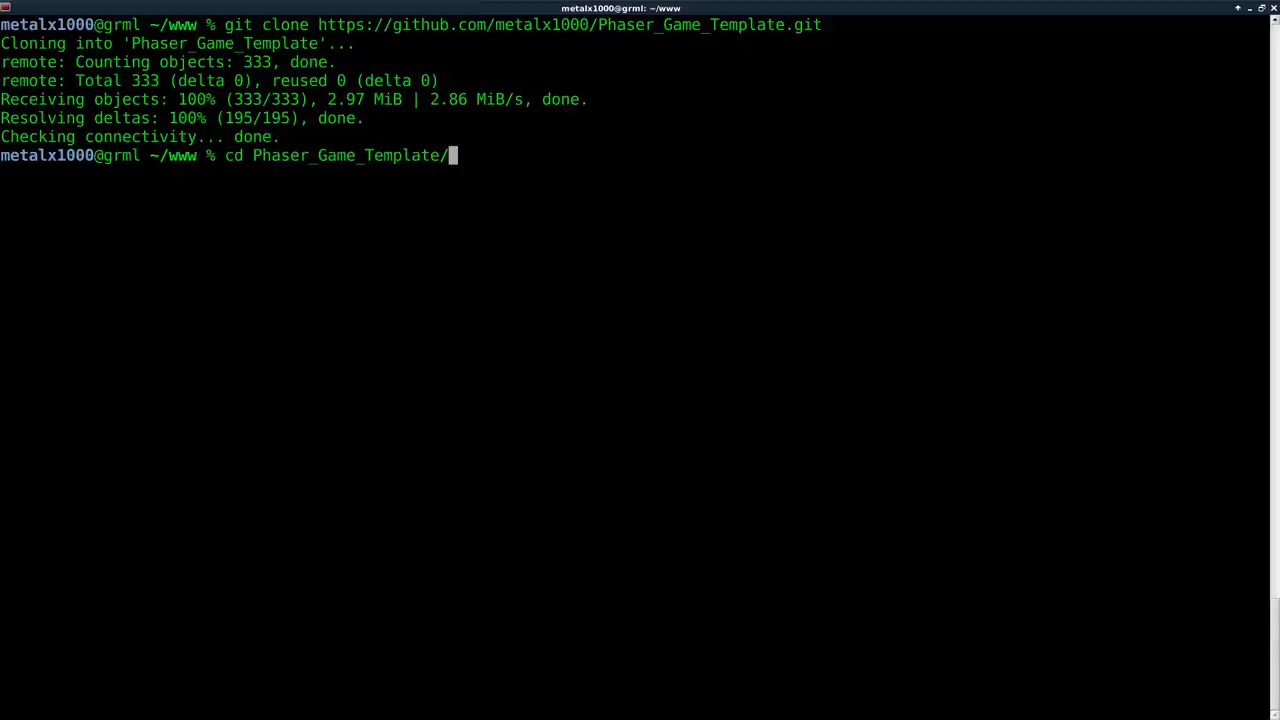 metalx1000@grml: ~/www
metalx1000@grml ~/www % git clone https://github.com/metalx1000/Phaser_Game_Template.git
Cloning into 'Phaser_Game_Template'...
remote: Counting objects: 333, done.
remote: Total 333 (delta 0), reused 0 (delta 0)
Receiving objects: 100% (333/333), 2.97 MiB | 2.86 MiB/s, done.
Resolving deltas: 100% (195/195), done.
Checking connectivity... done.
metalx1000@grml ~/www % cd Phaser_Game_Template/